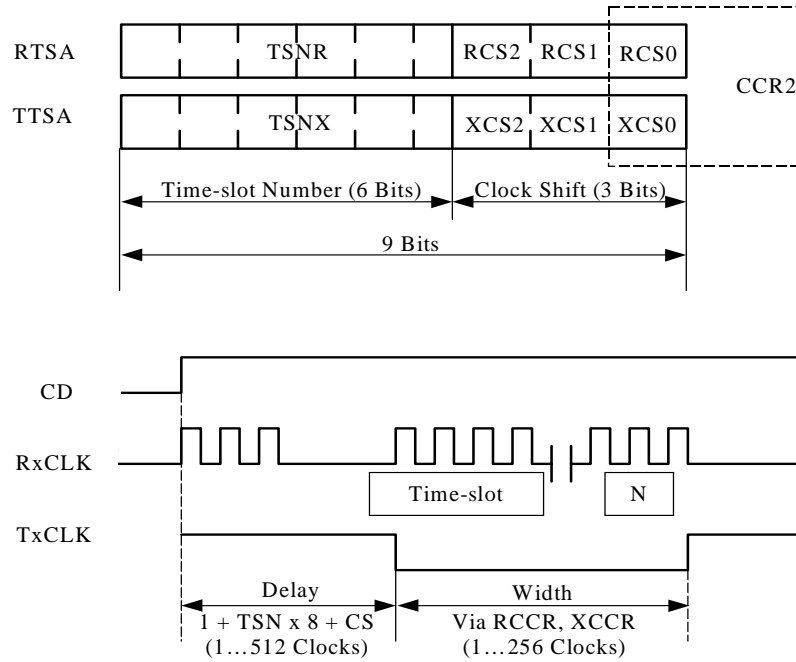 RTSA TSNR RCS2 RCS1 RCS0
CCR2
TTSA TSNX XCS2 XCS1 XCS0
Time-slot Number (6 Bits) Clock Shift (3 Bits)
9 Bits
CD
RxCLK
Time-slot N
TxCLK
Delay Width
1 + TSN x 8 + CS Via RCCR, XCCR
(1...512 Clocks) (1...256 Clocks)